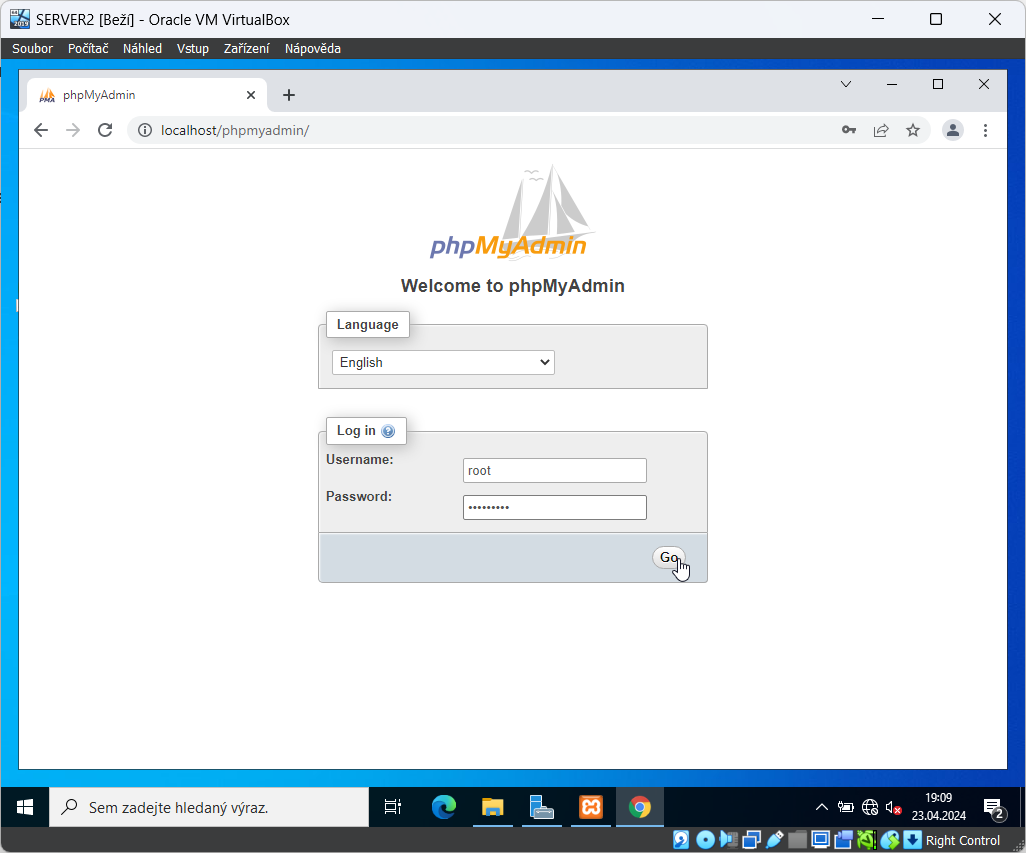 SERVER2 [Beží] - Oracle VM VirtualBox
Soubor Počítač Náhled Vstup Zařízení Nápověda
phpMyAdmin
localhost/phpmyadmin/
phpMyAdmin
Welcome to phpMyAdmin
Language
English
Log in
Username:
root
Password:
•••••••••
Go
Sem zadejte hledaný výraz.
19:09
23.04.2024
2
Right Control